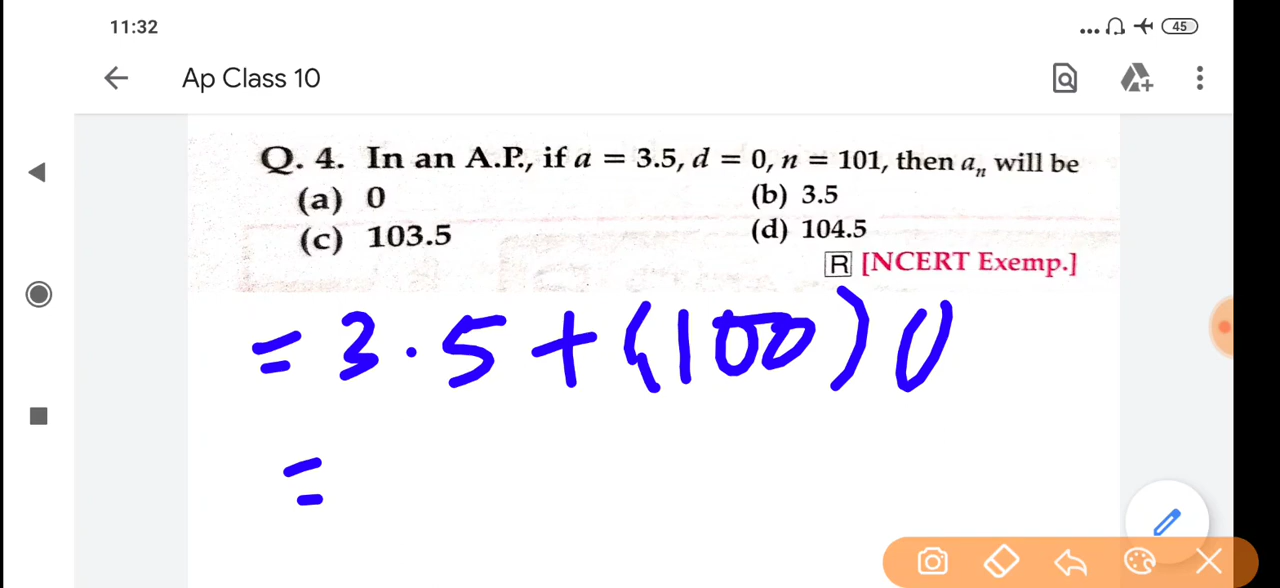 11:32
45
Ap Class 10
Q. 4. In an A.P., if a = 3.5, d = 0, n = 101, then aₙ will be
(a) 0 (b) 3.5
(c) 103.5 (d) 104.5
R [NCERT Exemp.]
= 3.5 + (100) 0
=